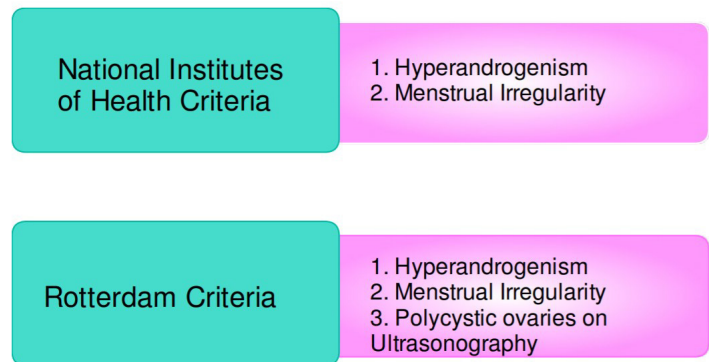 National Institutes
of Health Criteria
1. Hyperandrogenism
2. Menstrual Irregularity
Rotterdam Criteria
1. Hyperandrogenism
2. Menstrual Irregularity
3. Polycystic ovaries on
Ultrasonography